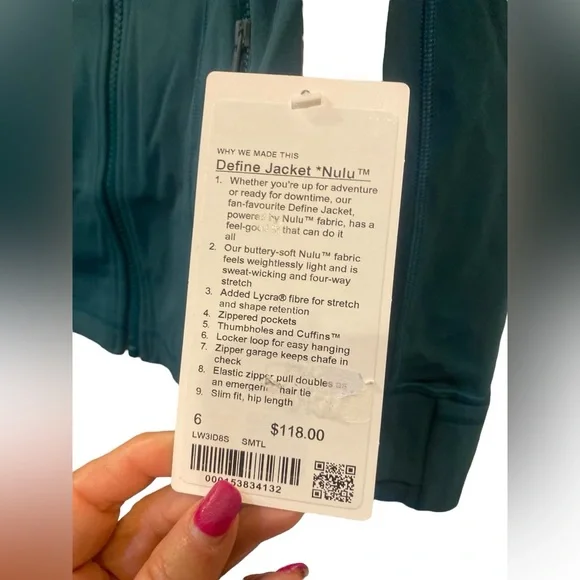 WHY WE MADE THIS
Define Jacket *Nulu™
1. Whether you're up for adventure
or ready for downtime, our
fan-favourite Define Jacket,
powered by Nulu™ fabric, has a
that can do it
all
2. Our buttery-soft Nulu™ fabric
feels weightlessly light and is
sweat-wicking and four-way
stretch
3. Added Lycra® fibre for stretch
and shape retention
4. Zippered pockets
5. Thumbholes and Cuffins™
6. Locker loop for easy hanging
7. Zipper garage keeps chafe in
check
8. Elastic zipper pull doubles as
an emergency hair tie
9. Slim fit, hip length
6 $118.00
LW3ID8S SMTL
000153834132